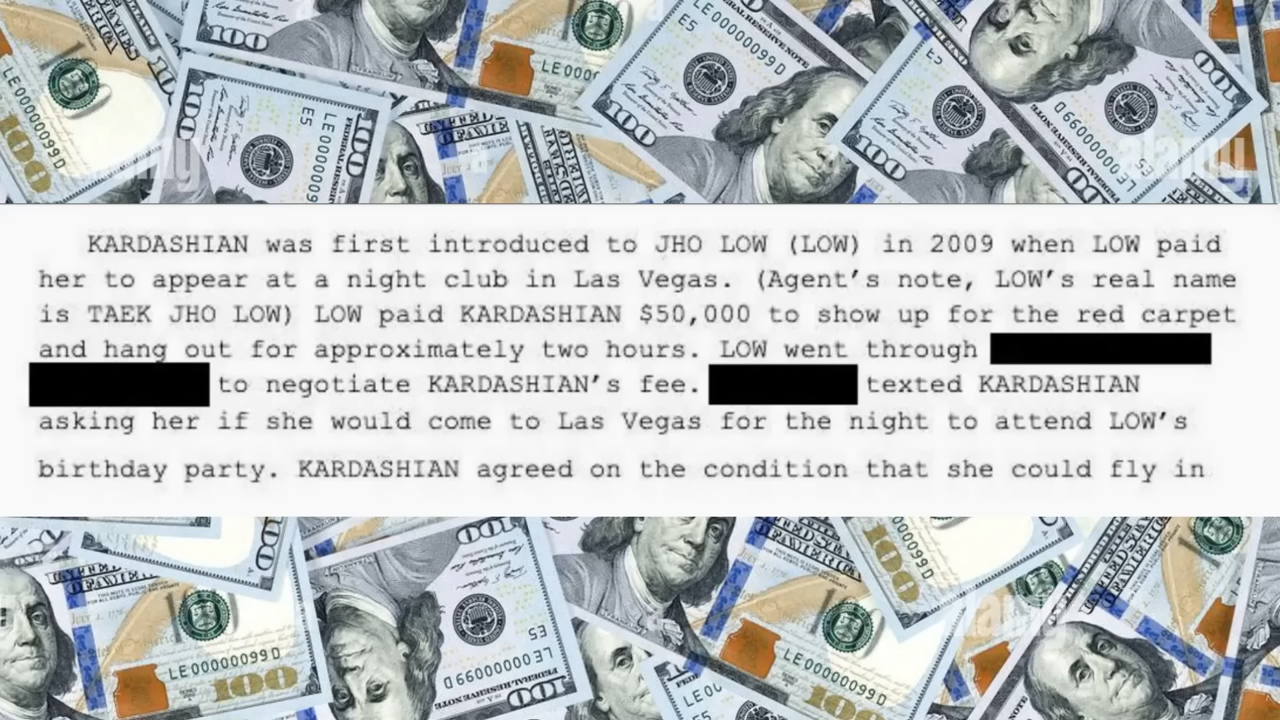 KARDASHIAN was first introduced to JHO LOW (LOW) in 2009 when LOW paid
her to appear at a night club in Las Vegas. (Agent's note, LOW's real name
is TAEK JHO LOW) LOW paid KARDASHIAN $50,000 to show up for the red carpet
and hang out for approximately two hours. LOW went through
to negotiate KARDASHIAN's fee. texted KARDASHIAN
asking her if she would come to Las Vegas for the night to attend LOW's
birthday party. KARDASHIAN agreed on the condition that she could fly in